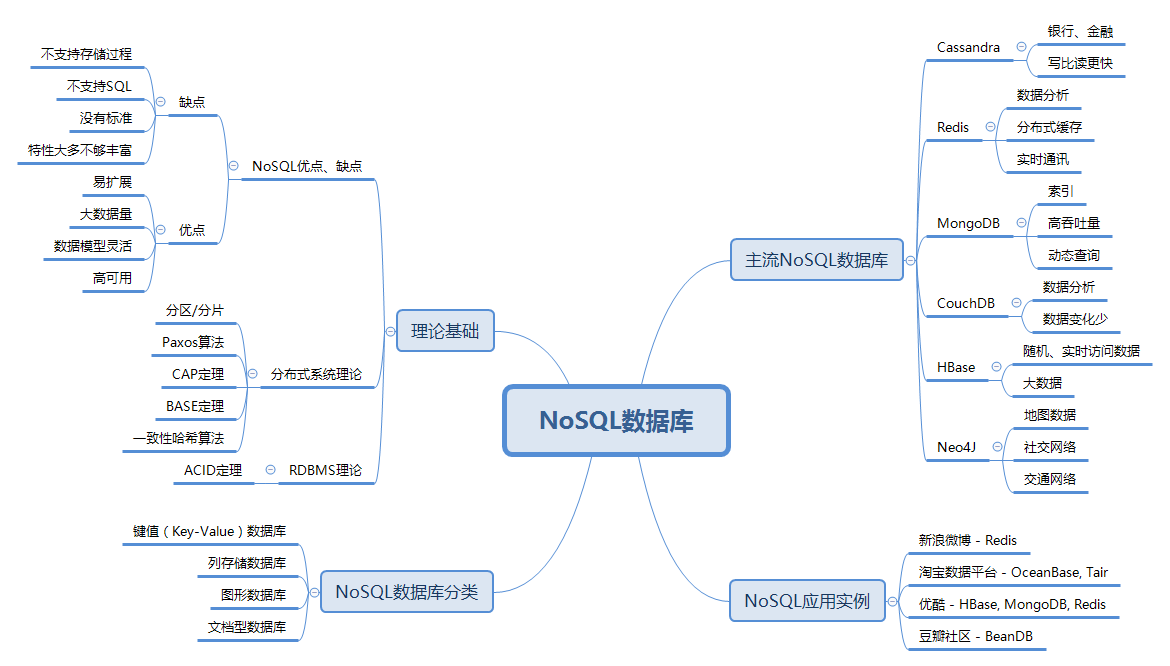 NoSQL数据库
主流NoSQL数据库
Cassandra
银行、金融
写比读更快
Redis
数据分析
分布式缓存
实时通讯
MongoDB
索引
高吞吐量
动态查询
CouchDB
数据分析
数据变化少
HBase
随机、实时访问数据
大数据
Neo4J
地图数据
社交网络
交通网络
NoSQL应用实例
新浪微博 - Redis
淘宝数据平台 - OceanBase, Tair
优酷 - HBase, MongoDB, Redis
豆瓣社区 - BeanDB
理论基础
NoSQL优点、缺点
缺点
不支持存储过程
不支持SQL
没有标准
特性大多不够丰富
优点
易扩展
大数据量
数据模型灵活
高可用
分布式系统理论
分区/分片
Paxos算法
CAP定理
BASE定理
一致性哈希算法
RDBMS理论
ACID定理
NoSQL数据库分类
键值（Key-Value）数据库
列存储数据库
图形数据库
文档型数据库